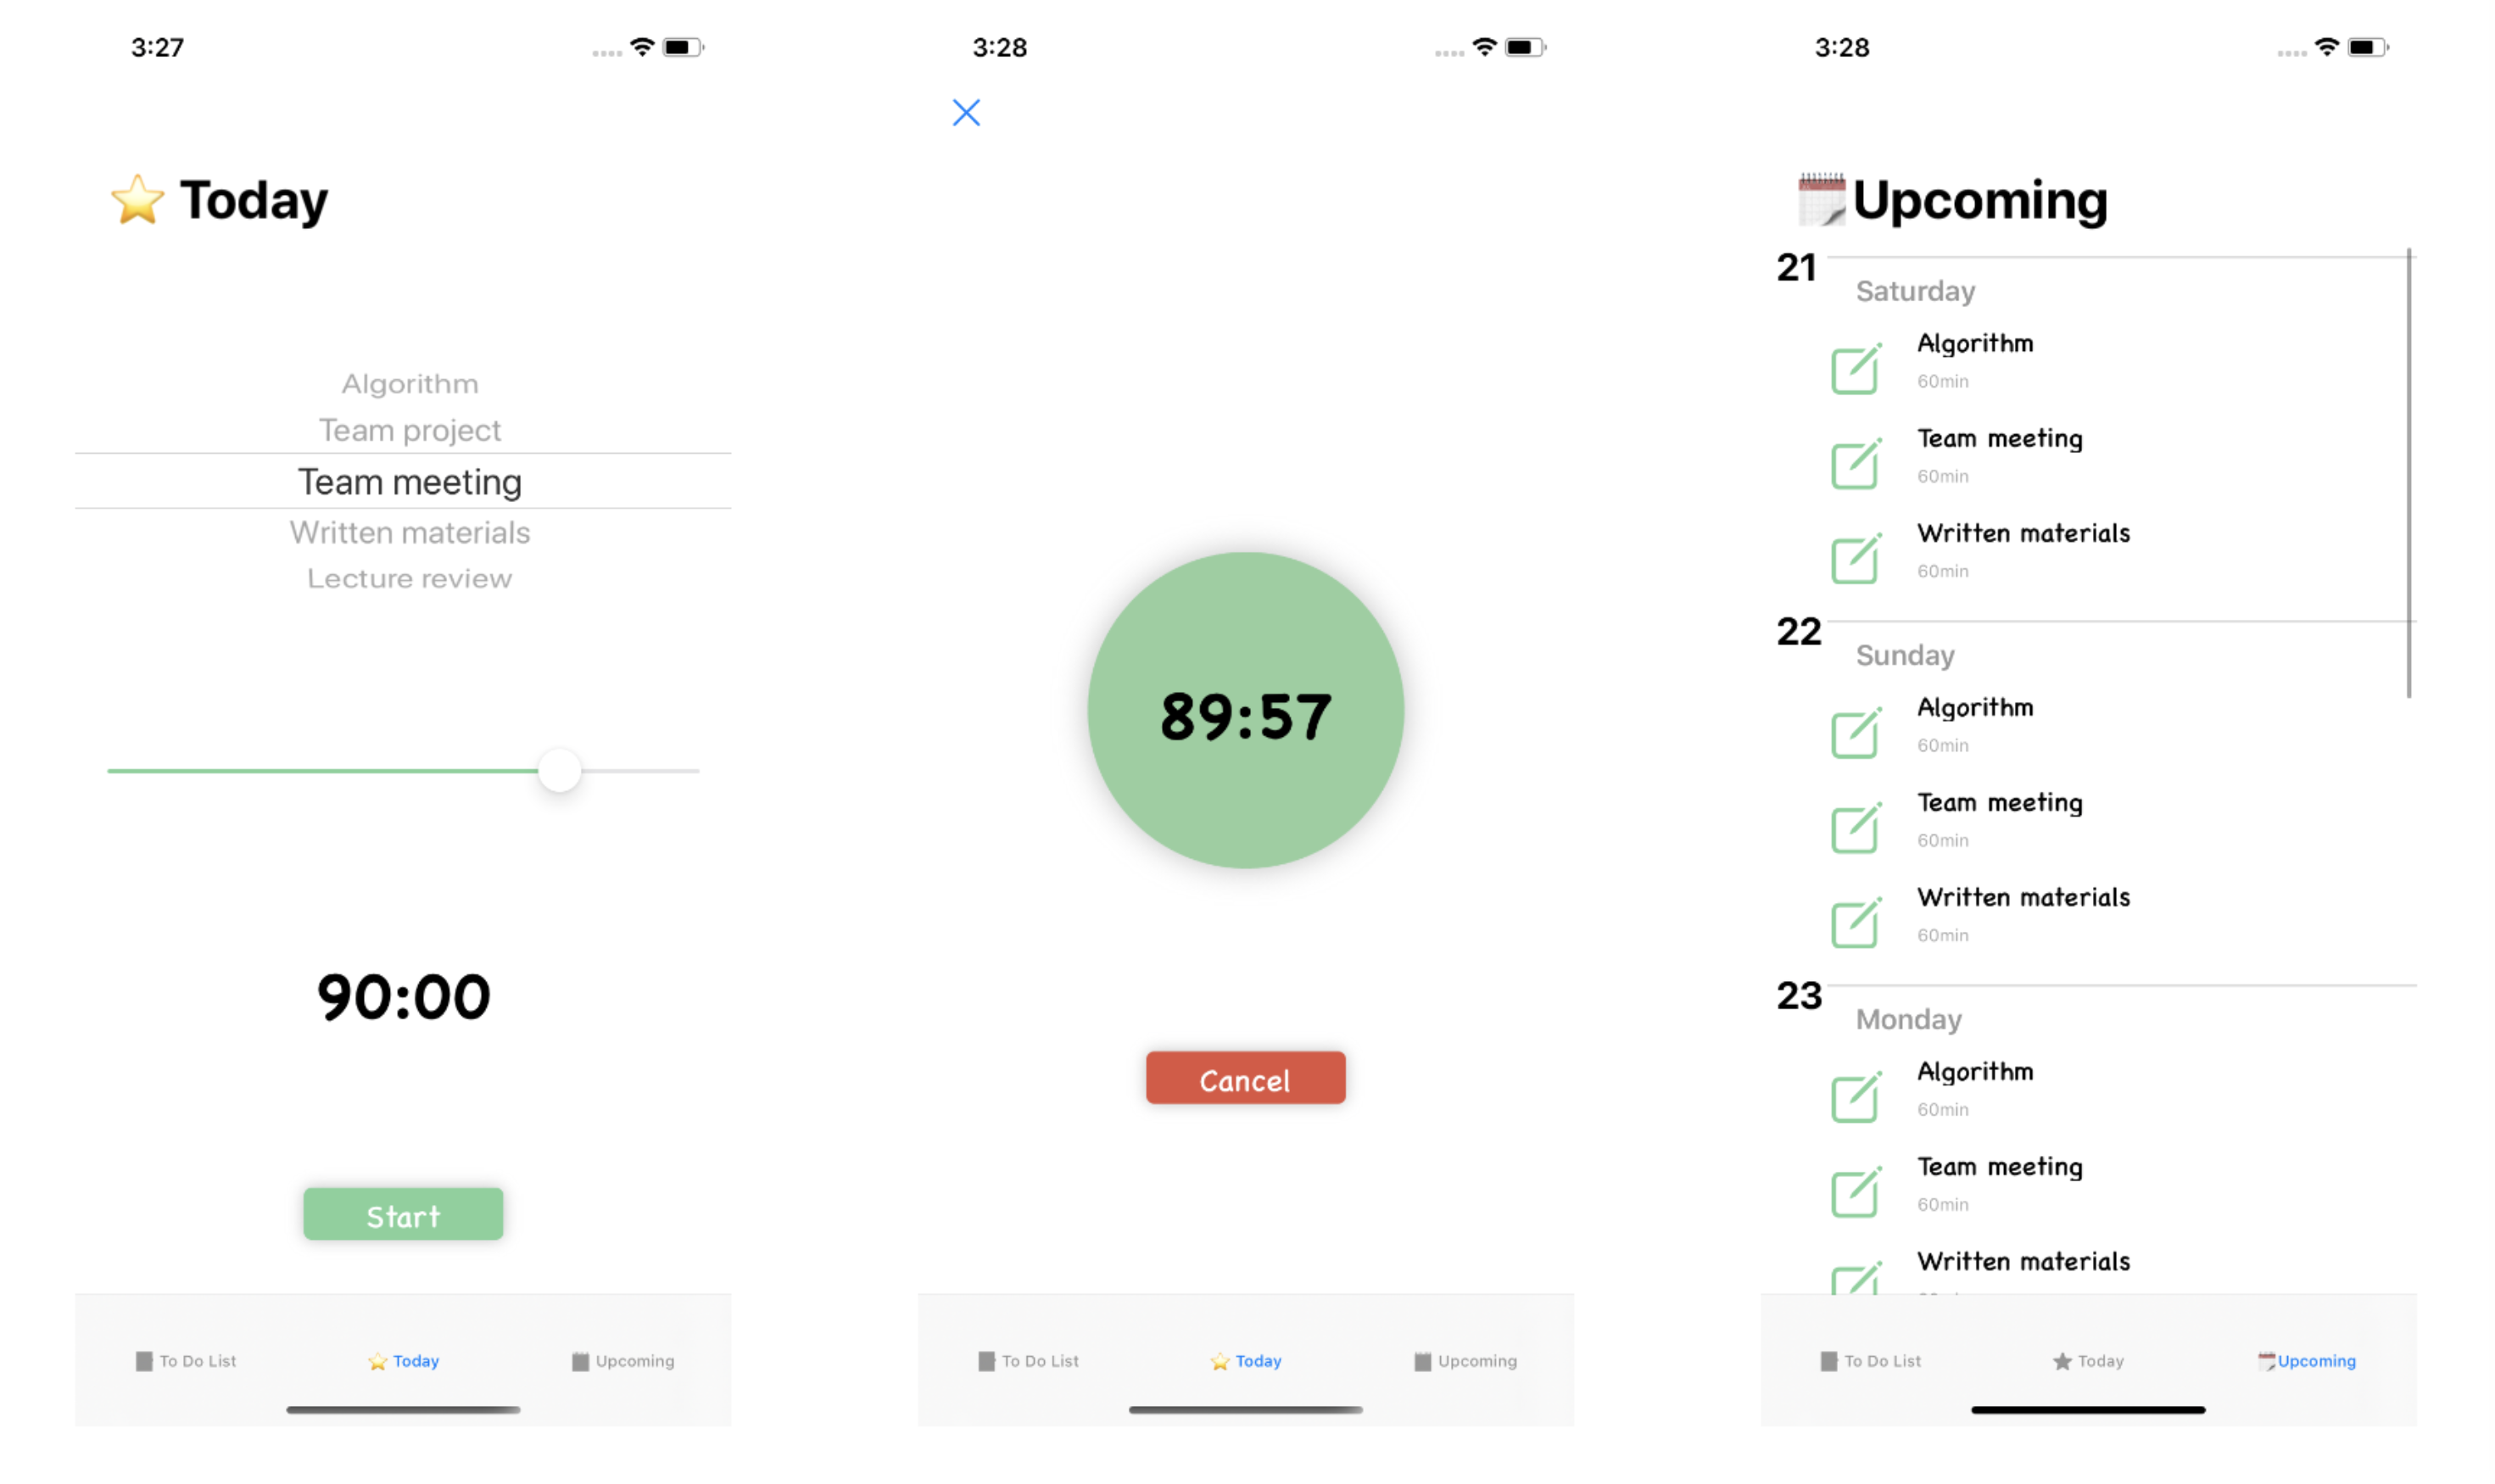 3:27
Today
Algorithm
Team project
Team meeting
Written materials
Lecture review
90:00
Start
To Do List
Today
Upcoming
3:28
89:57
Cancel
To Do List
Today
Upcoming
3:28
Upcoming
21
Saturday
Algorithm
60min
Team meeting
60min
Written materials
60min
22
Sunday
Algorithm
60min
Team meeting
60min
Written materials
60min
23
Monday
Algorithm
60min
Team meeting
60min
Written materials
To Do List
Today
Upcoming